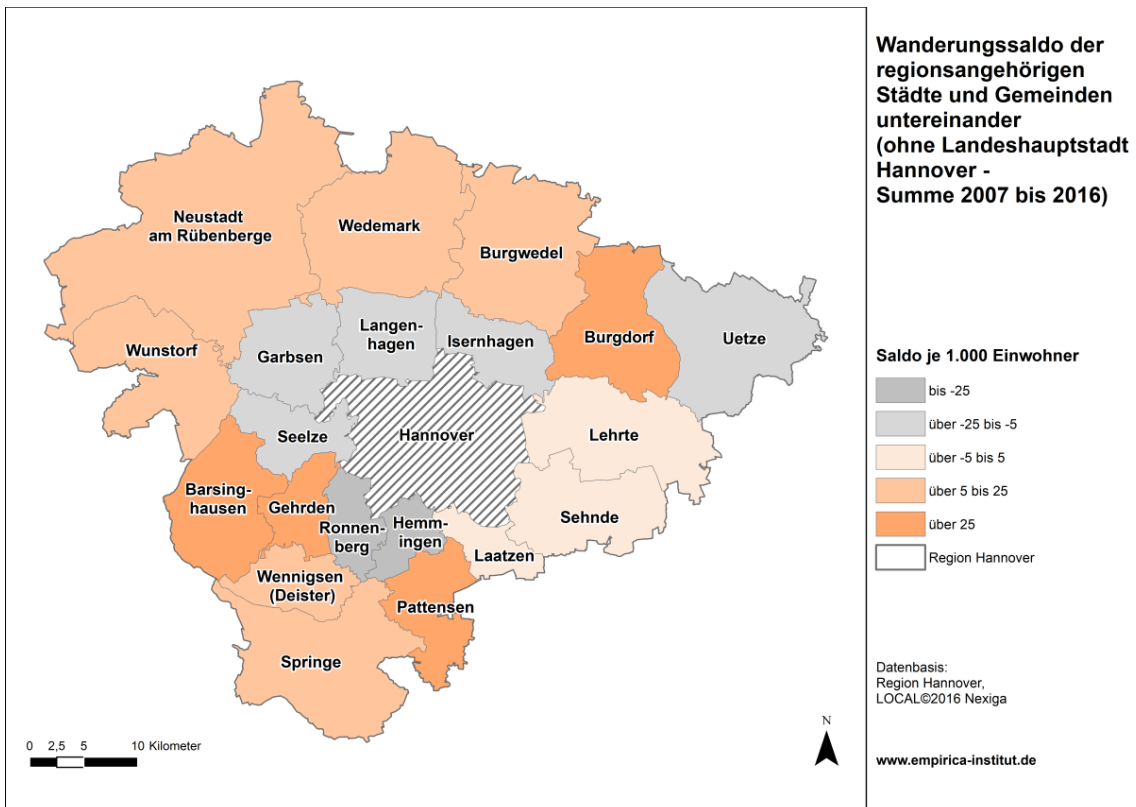 Wanderungssaldo der
regionsangehörigen
Städte und Gemeinden
untereinander
(ohne Landeshauptstadt
Hannover -
Summe 2007 bis 2016)
Neustadt
am Rübenberge
Wedemark
Burgwedel
Wunstorf
Garbsen
Langen-
hagen
Isernhagen
Burgdorf
Uetze
Seelze
Hannover
Lehrte
Barsing-
hausen
Gehrden
Ronnen-
berg
Hemm-
ingen
Sehnde
Laatzen
Wennigsen
(Deister)
Pattensen
Springe
Saldo je 1.000 Einwohner
bis -25
über -25 bis -5
über -5 bis 5
über 5 bis 25
über 25
Region Hannover
Datenbasis:
Region Hannover,
LOCAL©2016 Nexiga
0 2,5 5 10 Kilometer
N
www.empirica-institut.de